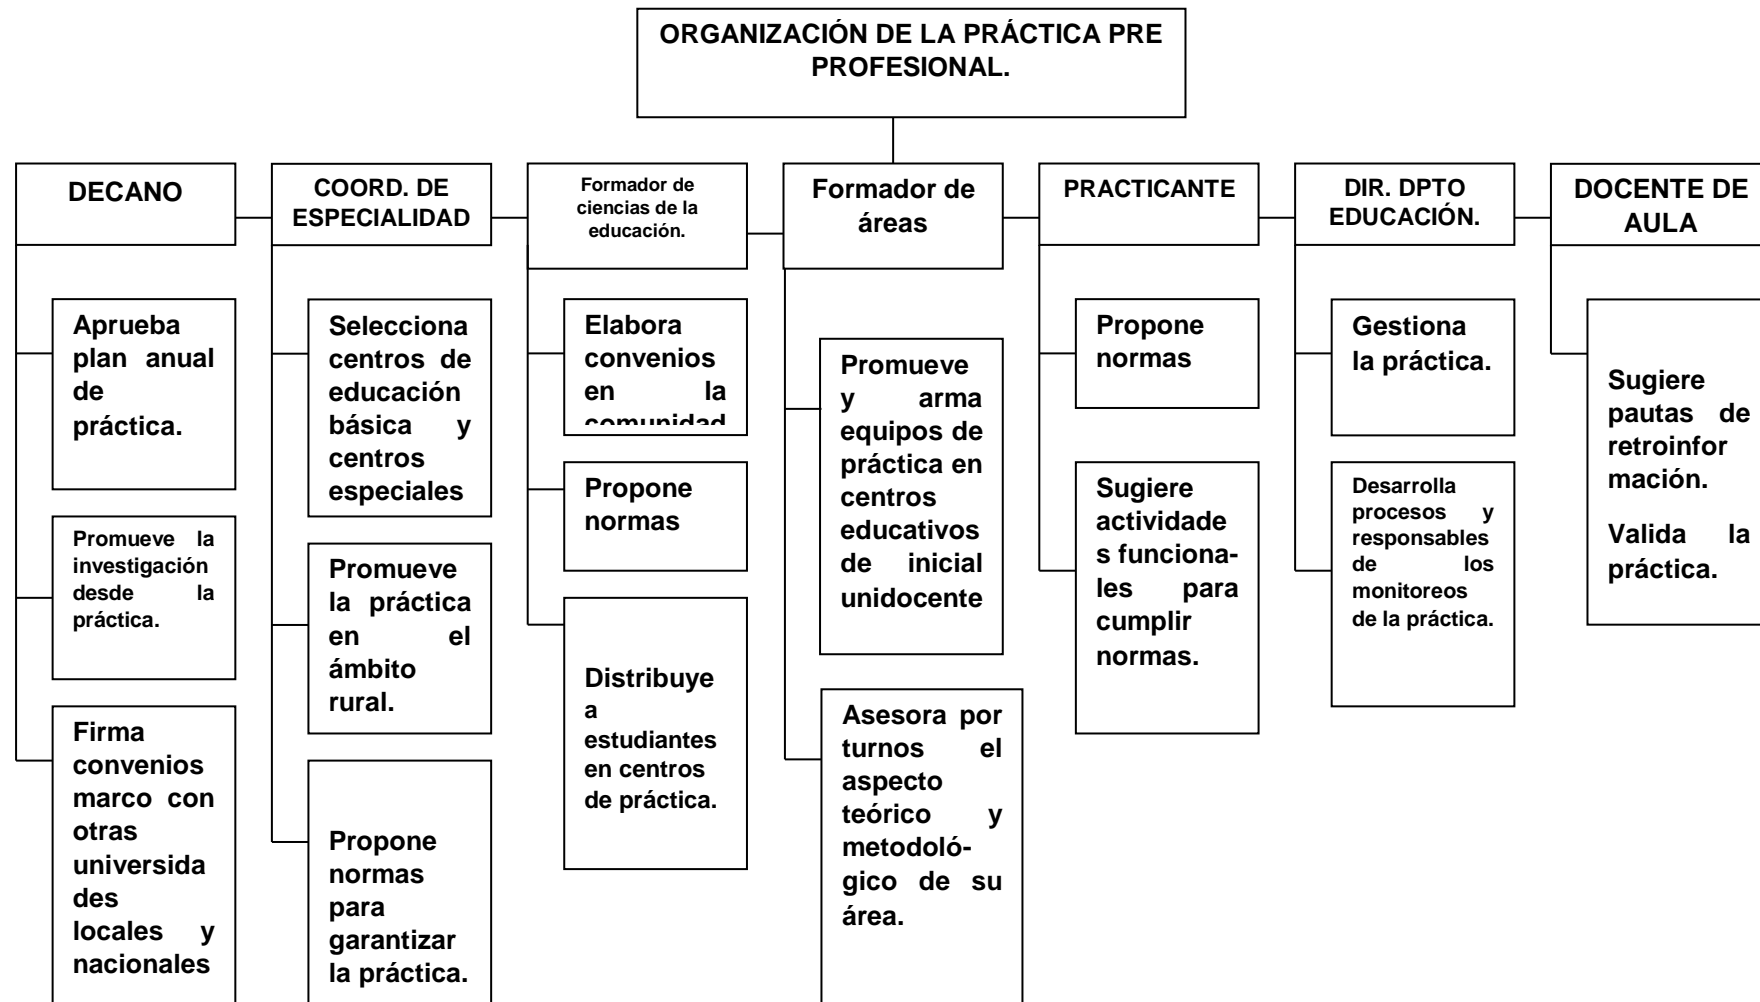 ORGANIZACIÓN DE LA PRÁCTICA PRE
PROFESIONAL.
DECANO
Aprueba
plan anual
de
práctica.
Promueve la
investigación
desde la
práctica.
Firma
convenios
marco con
otras
universida
des
locales y
nacionales
COORD. DE
ESPECIALIDAD
Selecciona
centros de
educación
básica y
centros
especiales
Promueve
la práctica
en el
ámbito
rural.
Propone
normas
para
garantizar
la práctica.
Formador de
ciencias de la
educación.
Elabora
convenios
en la
comunidad
Propone
normas
Distribuye
a
estudiantes
en centros
de práctica.
Formador de
áreas
Promueve
y arma
equipos de
práctica en
centros
educativos
de inicial
unidocente
Asesora por
turnos el
aspecto
teórico y
metodoló-
gico de su
área.
PRACTICANTE
Propone
normas
Sugiere
actividade
s funciona-
les para
cumplir
normas.
DIR. DPTO
EDUCACIÓN.
Gestiona
la práctica.
Desarrolla
procesos y
responsables
de los
monitoreos
de la práctica.
DOCENTE DE
AULA
Sugiere
pautas de
retroinfor
mación.
Valida la
práctica.